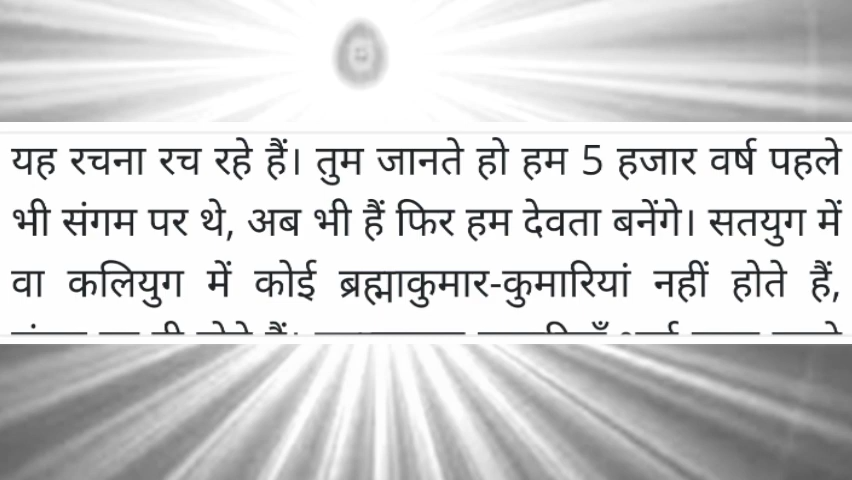 यह रचना रच रहे हैं। तुम जानते हो हम 5 हजार वर्ष पहले
भी संगम पर थे, अब भी हैं फिर हम देवता बनेंगे। सतयुग में
वा कलियुग में कोई ब्रह्माकुमार-कुमारियां नहीं होते हैं,